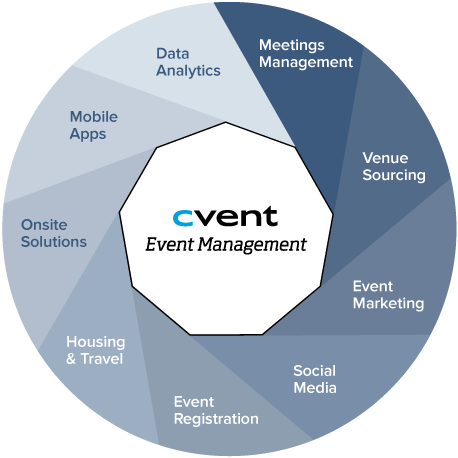 Meetings
Management
Venue
Sourcing
Event
Marketing
Social
Media
Event
Registration
Housing
& Travel
Onsite
Solutions
Mobile
Apps
Data
Analytics
cvent
Event Management